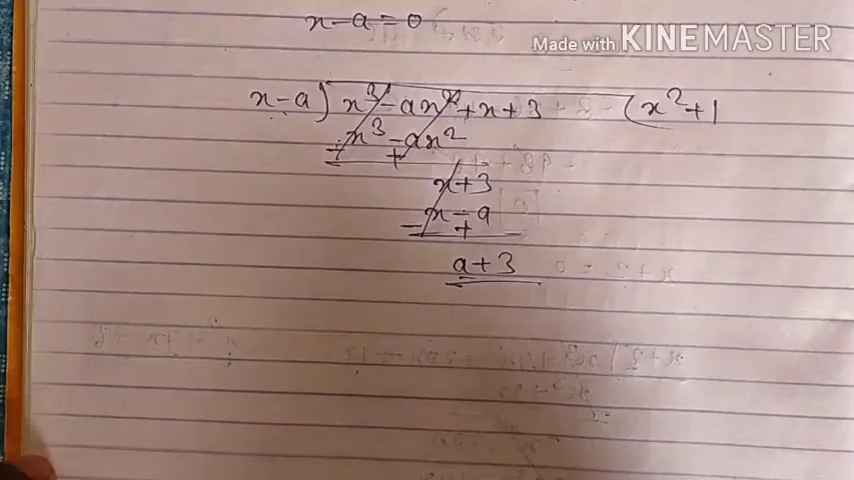 x-a=0
Made with KINEMASTER
x-a) x³-ax²+x+3 (x²+1
x³-ax²
- +
x+3
x-a
- +
a+3